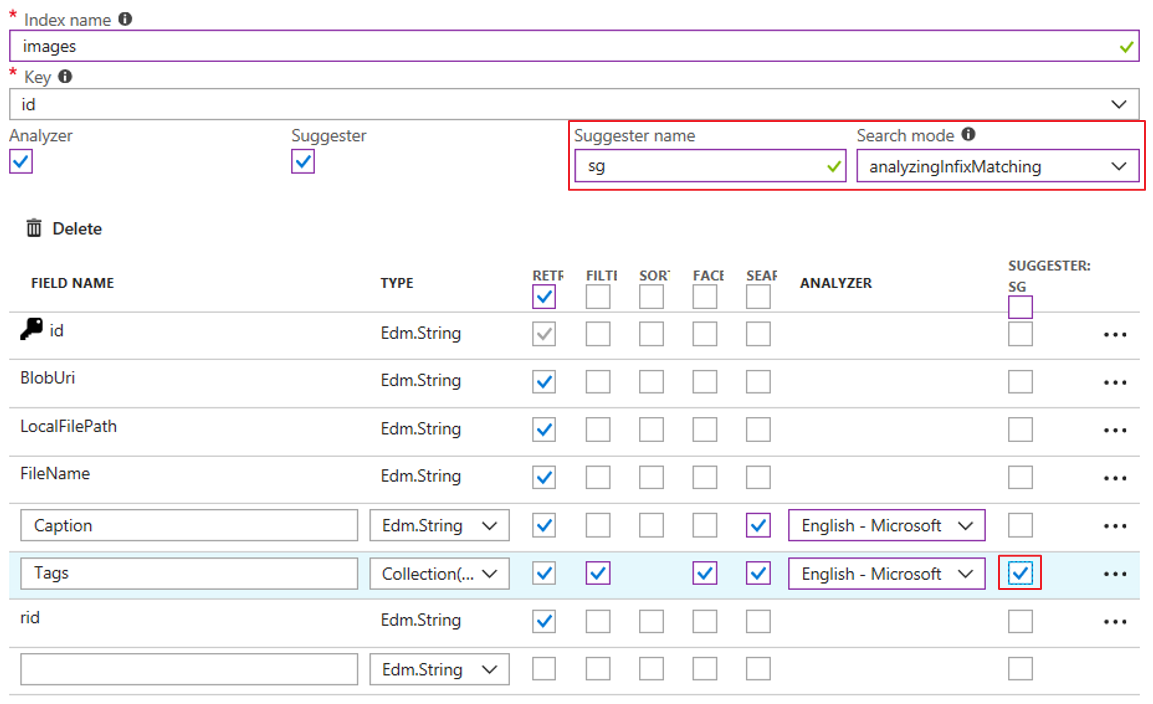 * Index name
images
* Key
id
Analyzer Suggester Suggester name Search mode
sg analyzingInfixMatching
Delete
SUGGESTER:
FIELD NAME TYPE RETR FILTI SOR FACE SEAF ANALYZER SG
id Edm.String
BlobUri Edm.String
LocalFilePath Edm.String
FileName Edm.String
Caption Edm.String English - Microsoft
Tags Collection(... English - Microsoft
rid Edm.String
Edm.String